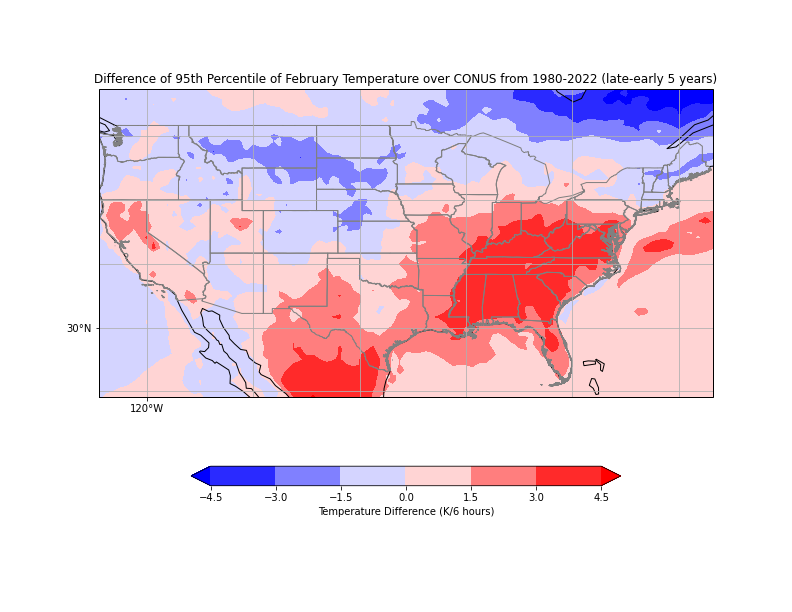 Difference of 95th Percentile of February Temperature over CONUS from 1980-2022 (late-early 5 years)
30°N
120°W
−4.5 −3.0 −1.5 0.0 1.5 3.0 4.5
Temperature Difference (K/6 hours)